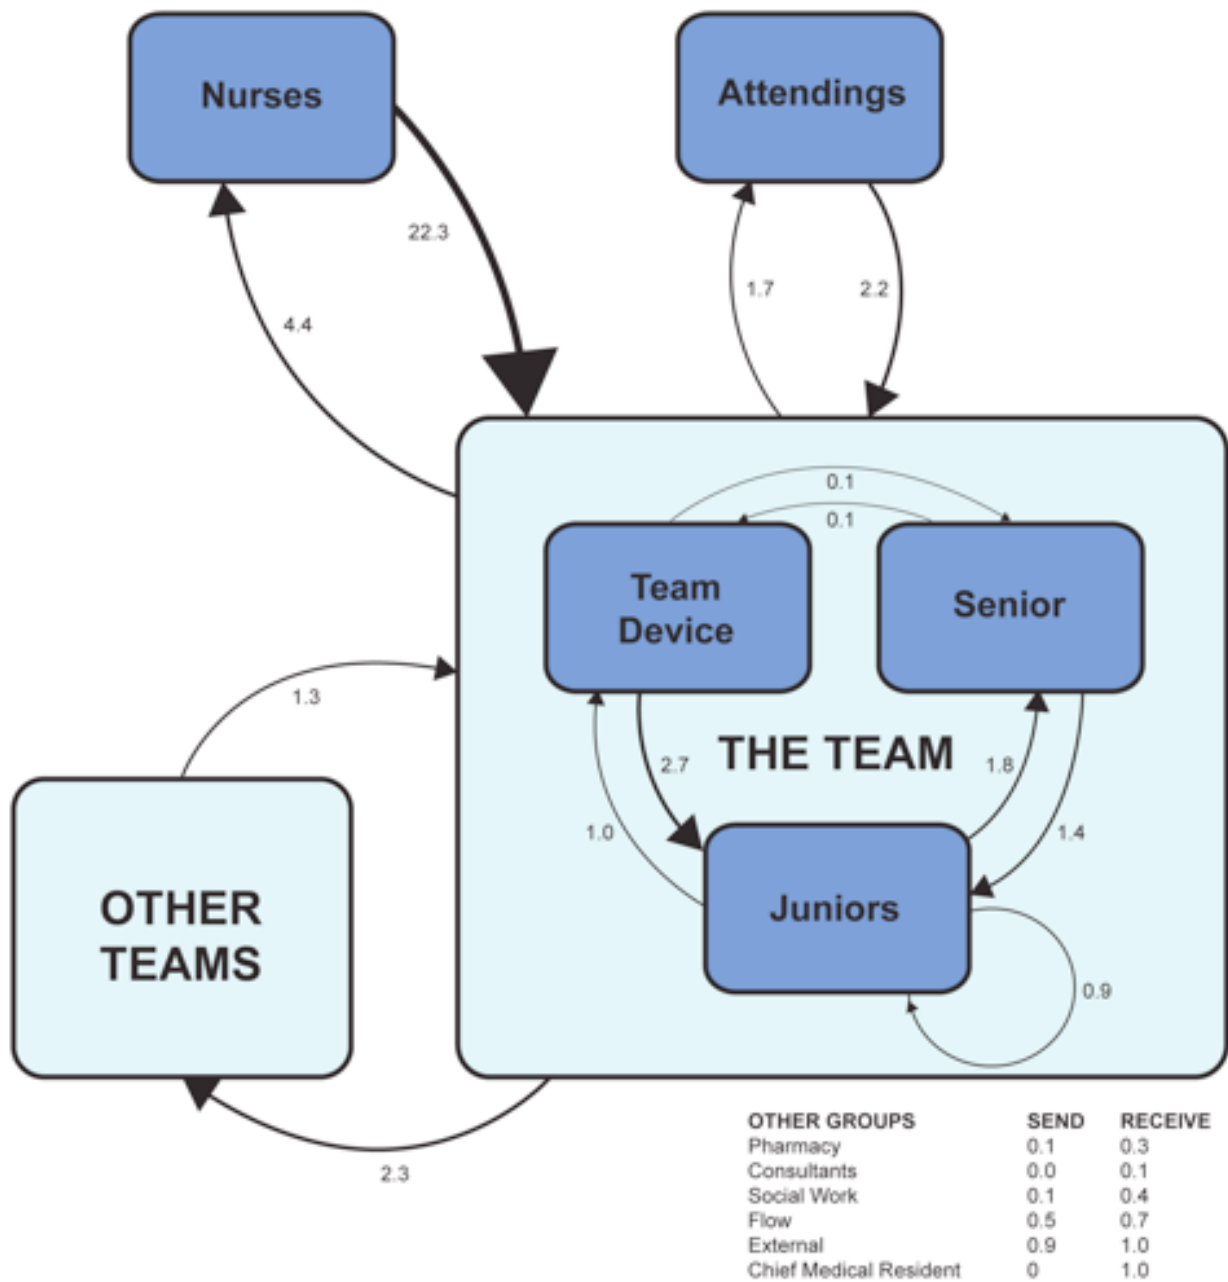 Nurses
Attendings
22.3
4.4
1.7
2.2
0.1
0.1
Team
Device
Senior
1.3
THE TEAM
2.7
1.8
1.0
1.4
OTHER
TEAMS
Juniors
0.9
2.3
OTHER GROUPS SEND RECEIVE
Pharmacy 0.1 0.3
Consultants 0.0 0.1
Social Work 0.1 0.4
Flow 0.5 0.7
External 0.9 1.0
Chief Medical Resident 0 1.0